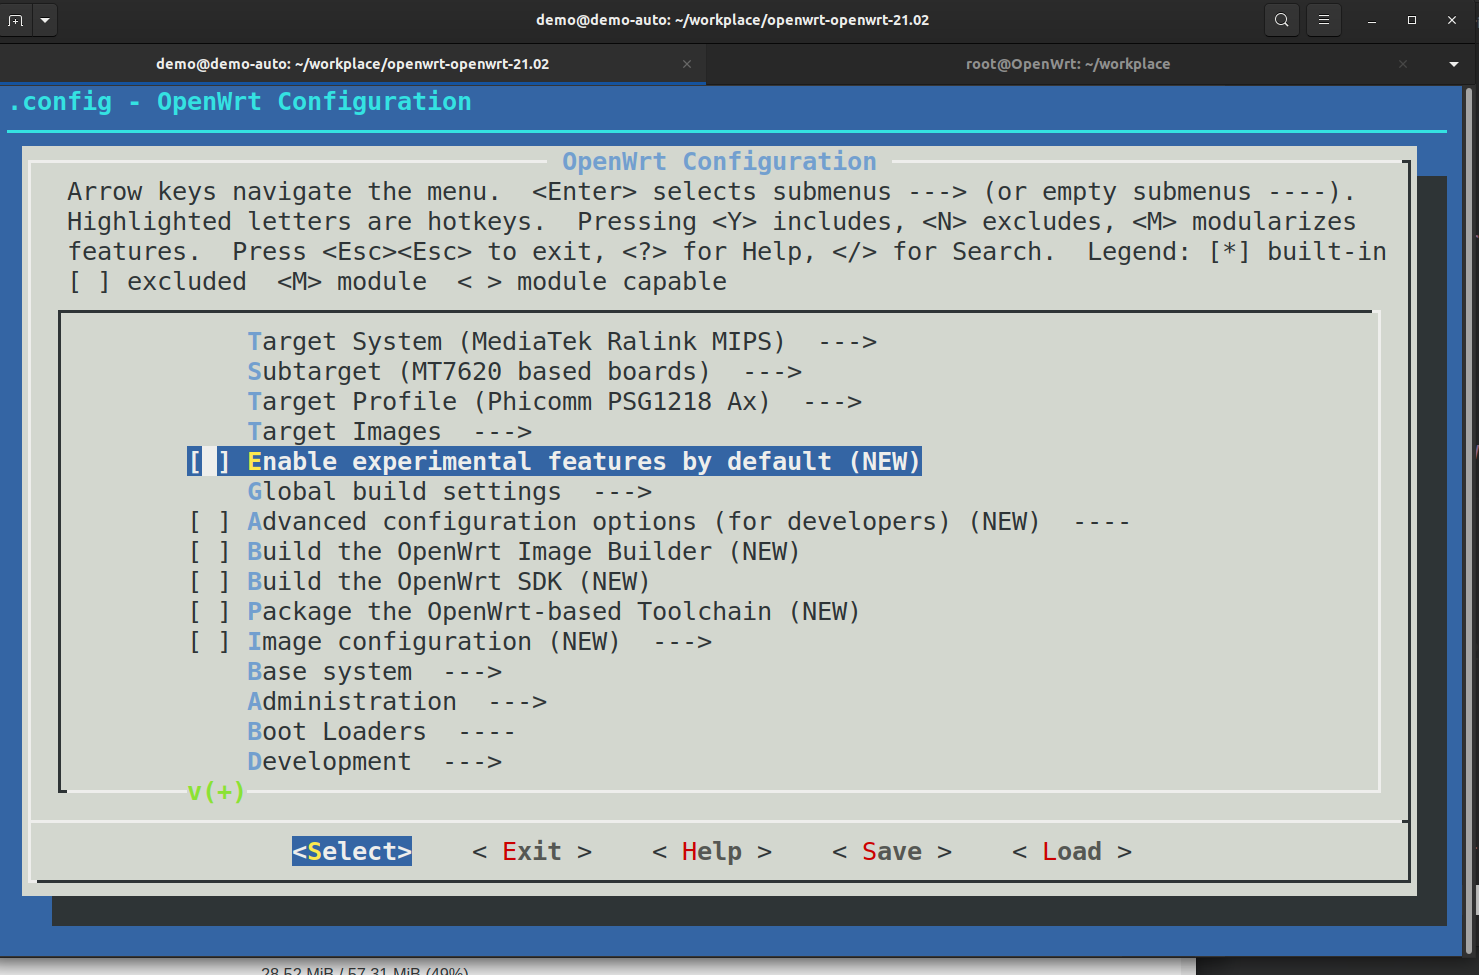 demo@demo-auto: ~/workplace/openwrt-openwrt-21.02
demo@demo-auto: ~/workplace/openwrt-openwrt-21.02 × root@OpenWrt: ~/workplace ×
.config - OpenWrt Configuration
OpenWrt Configuration
Arrow keys navigate the menu.  <Enter> selects submenus ---> (or empty submenus ----).
Highlighted letters are hotkeys.  Pressing <Y> includes, <N> excludes, <M> modularizes
features.  Press <Esc><Esc> to exit, <?> for Help, </> for Search.  Legend: [*] built-in
[ ] excluded  <M> module  < > module capable
Target System (MediaTek Ralink MIPS)  --->
Subtarget (MT7620 based boards)  --->
Target Profile (Phicomm PSG1218 Ax)  --->
Target Images  --->
[ ] Enable experimental features by default (NEW)
Global build settings  --->
[ ] Advanced configuration options (for developers) (NEW)  ----
[ ] Build the OpenWrt Image Builder (NEW)
[ ] Build the OpenWrt SDK (NEW)
[ ] Package the OpenWrt-based Toolchain (NEW)
[ ] Image configuration (NEW)  --->
Base system  --->
Administration  --->
Boot Loaders  ----
Development  --->
v(+)
<Select>    < Exit >    < Help >    < Save >    < Load >
28.52 MiB / 57.31 MiB (49%)